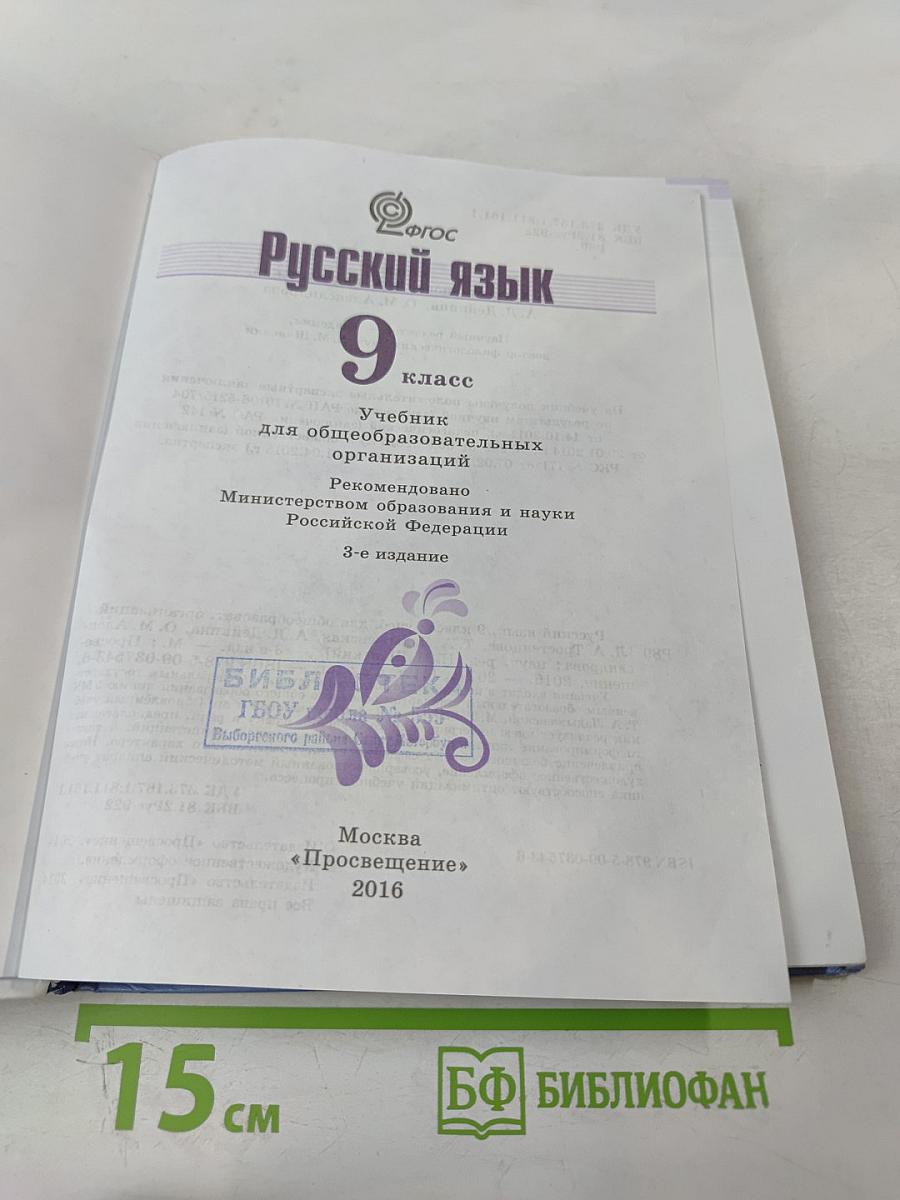 ФГОС
Русский язык
9 класс
Учебник
для общеобразовательных
организаций
Рекомендовано
Министерством образования и науки
Российской Федерации
3-е издание
ГБОУ
Выборгского района
Москва
«Просвещение»
2016
15 см
БФ БИБЛИОФАН